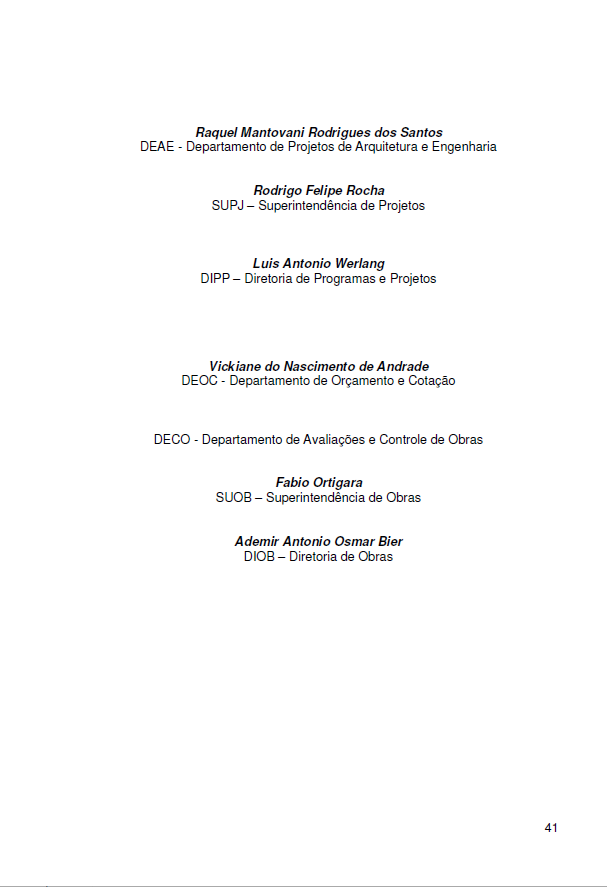 Raquel Mantovani Rodrigues dos Santos
DEAE - Departamento de Projetos de Arquitetura e Engenharia
Rodrigo Felipe Rocha
SUPJ – Superintendência de Projetos
Luis Antonio Werlang
DIPP – Diretoria de Programas e Projetos
Vickiane do Nascimento de Andrade
DEOC - Departamento de Orçamento e Cotação
DECO - Departamento de Avaliações e Controle de Obras
Fabio Ortigara
SUOB – Superintendência de Obras
Ademir Antonio Osmar Bier
DIOB – Diretoria de Obras
41